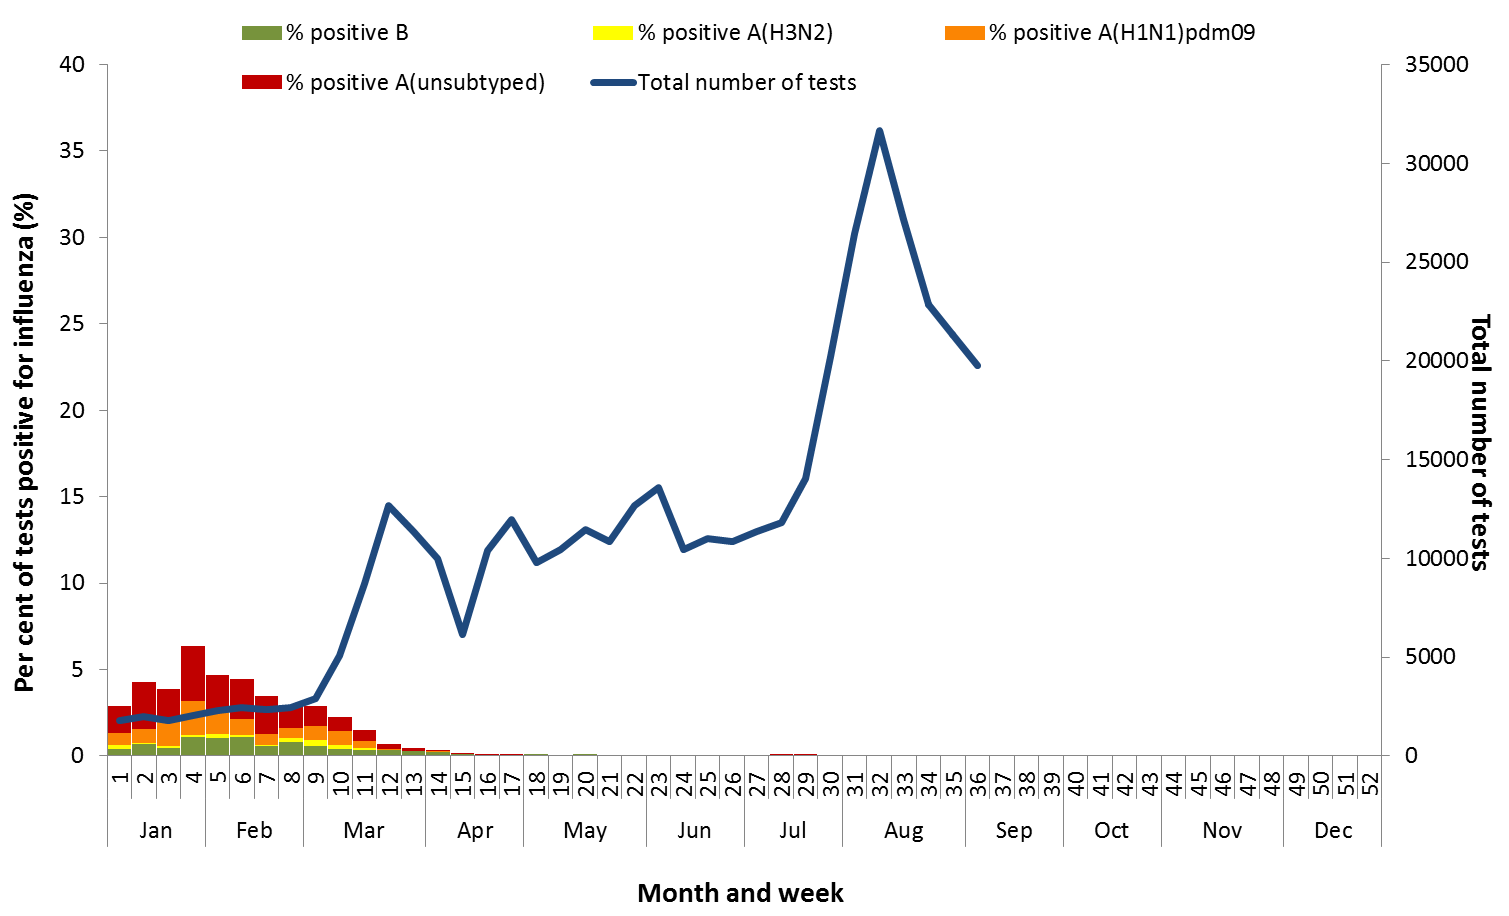 % positive B
% positive A(H3N2)
% positive A(H1N1)pdm09
% positive A(unsubtyped)
Total number of tests
Per cent of tests positive for influenza (%)
40
35
30
25
20
15
10
5
0
35000
30000
25000
20000
15000
10000
5000
0
Total number of tests
1 2 3 4 5 6 7 8 9 10 11 12 13 14 15 16 17 18 19 20 21 22 23 24 25 26 27 28 29 30 31 32 33 34 35 36 37 38 39 40 41 42 43 44 45 46 47 48 49 50 51 52
Jan Feb Mar Apr May Jun Jul Aug Sep Oct Nov Dec
Month and week